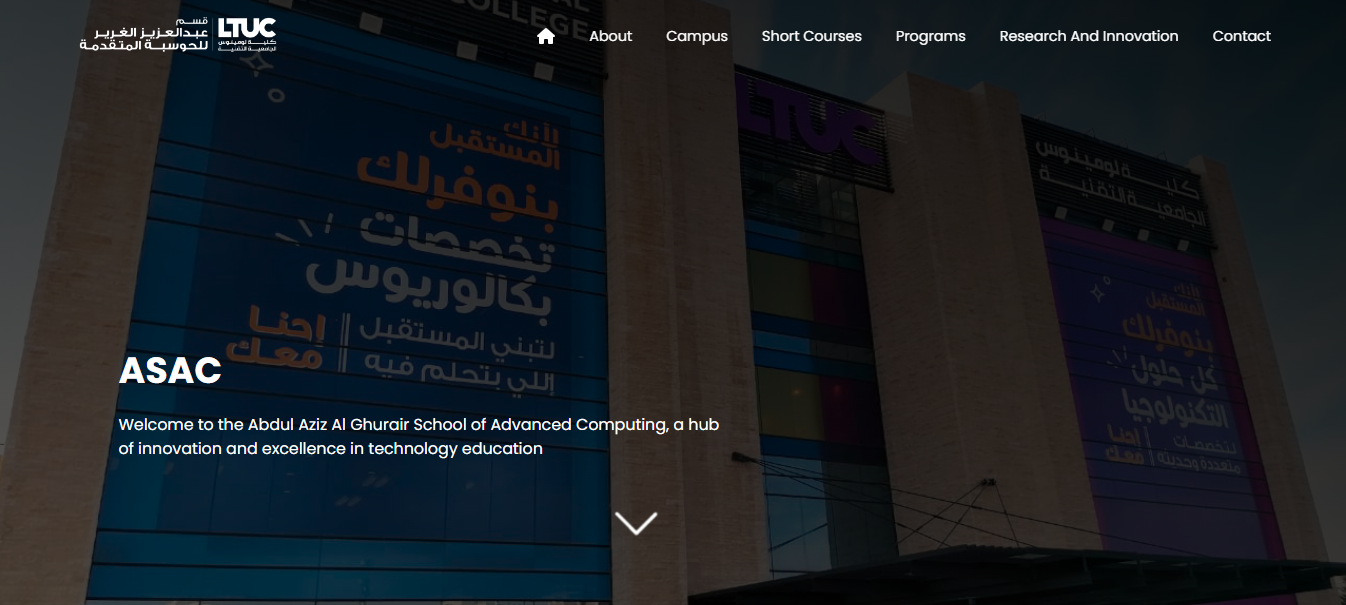 قسم
عبدالعزيز الغرير
للحوسبة المتقدمة
LTUC
كلية لومينوس
الجامعية التقنية
About
Campus
Short Courses
Programs
Research And Innovation
Contact
COLLEGE
لأنك
المستقبل
بنوفرلك
تخصصات
بكالوريوس
لتبني المستقبل
إللي بتحلم فيه
إحنا
معك
LTUC
كلية لومينوس
الجامعية التقنية
لأنك
المستقبل
بنوفرلك
كل حلول
التكنولوجيا
لتخصصات
متعددة وحديثة
إحنا
معك
ASAC
Welcome to the Abdul Aziz Al Ghurair School of Advanced Computing, a hub
of innovation and excellence in technology education